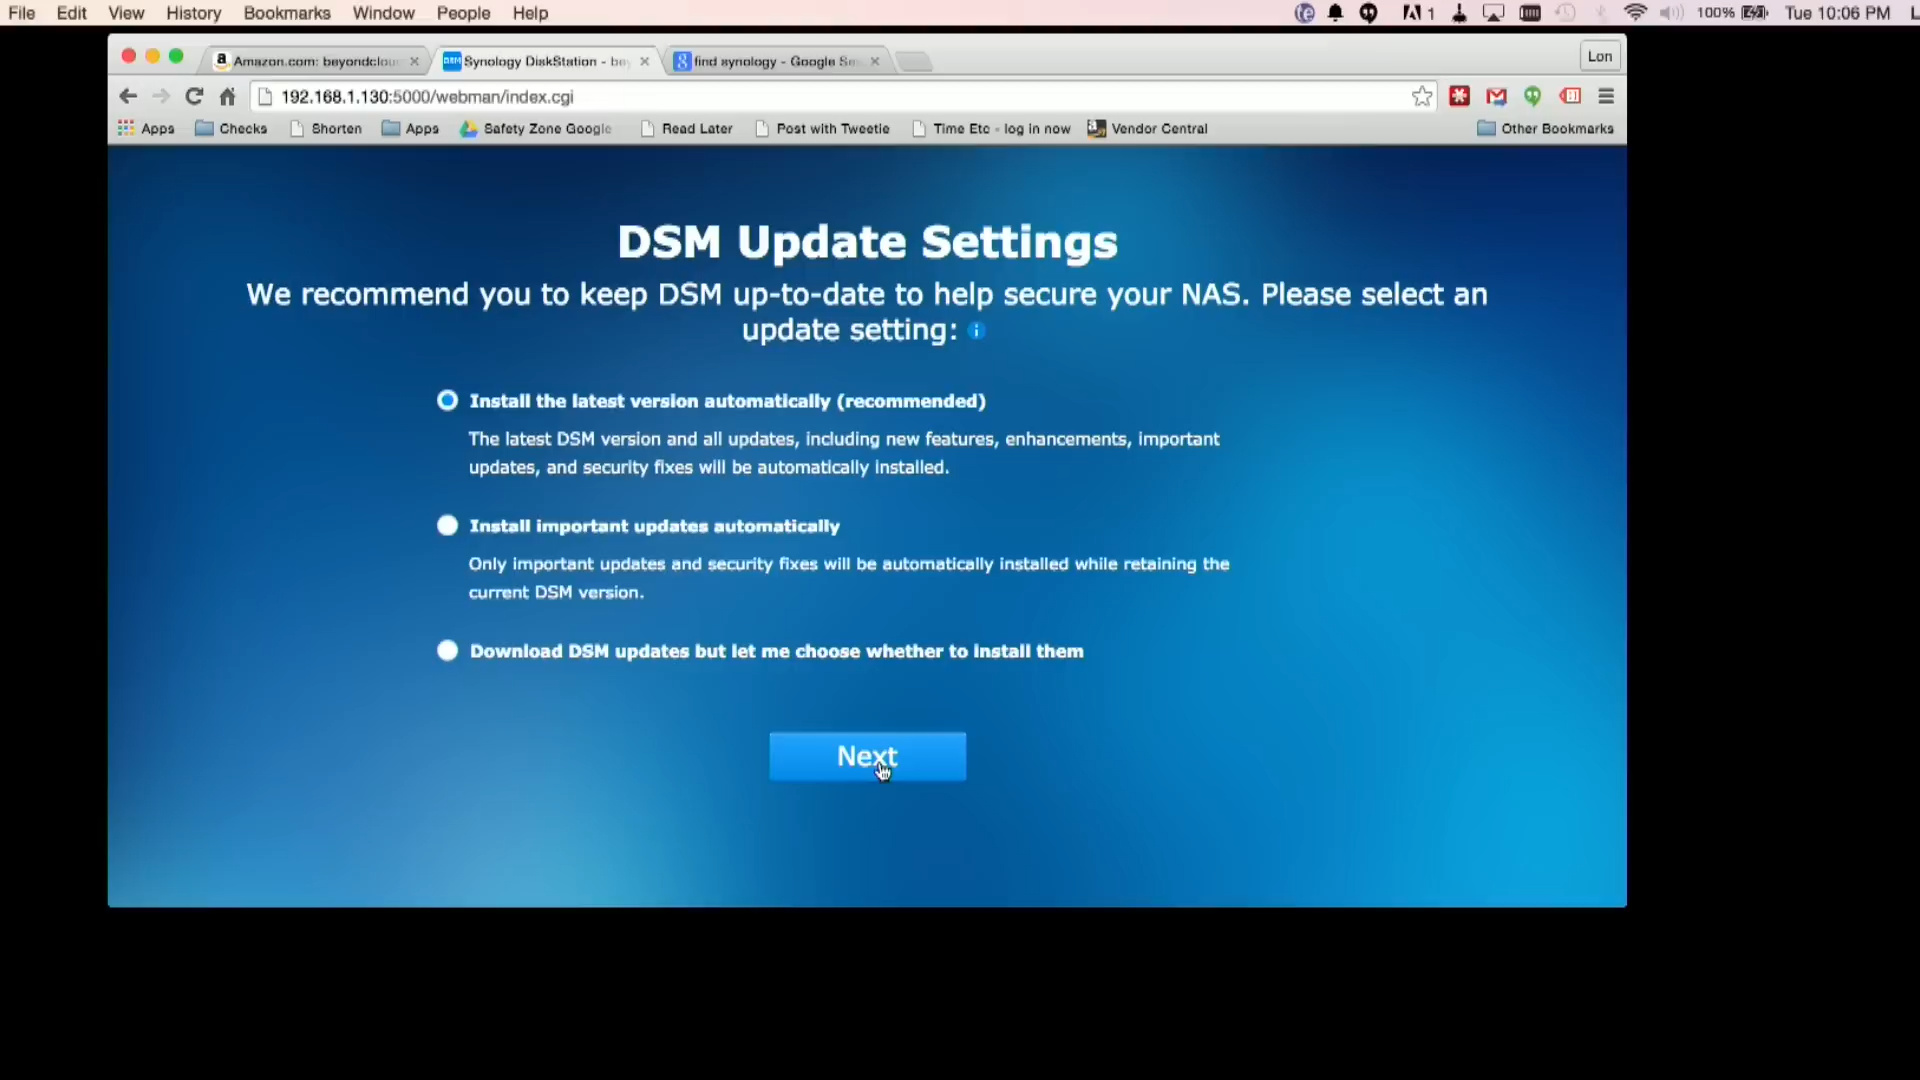 File Edit View History Bookmarks Window People Help
1 100% Tue 10:06 PM
Amazon.com: beyondclou
Synology DiskStation - be
find synology - Google Se
Lon
192.168.1.130:5000/webman/index.cgi
Apps Checks Shorten Apps Safety Zone Google Read Later Post with Tweetie Time Etc - log in now Vendor Central Other Bookmarks
DSM Update Settings
We recommend you to keep DSM up-to-date to help secure your NAS. Please select an
update setting:
Install the latest version automatically (recommended)
The latest DSM version and all updates, including new features, enhancements, important
updates, and security fixes will be automatically installed.
Install important updates automatically
Only important updates and security fixes will be automatically installed while retaining the
current DSM version.
Download DSM updates but let me choose whether to install them
Next